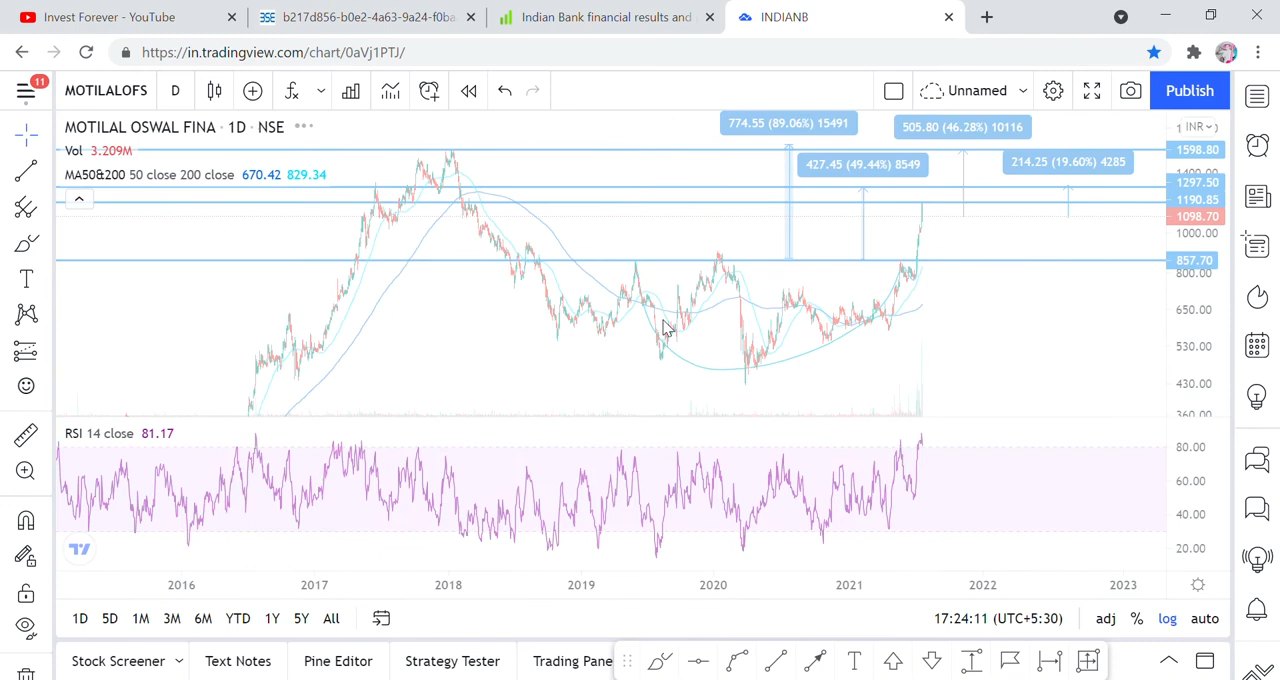 Invest Forever - YouTube
b217d856-b0e2-4a63-9a24-f0ba
Indian Bank financial results and
INDIANB
https://in.tradingview.com/chart/0aVj1PTJ/
11
MOTILALOFS
D
Unnamed
Publish
MOTILAL OSWAL FINA · 1D · NSE
Vol 3.209M
MA50&200 50 close 200 close 670.42 829.34
774.55 (89.06%) 15491
505.80 (46.28%) 10116
427.45 (49.44%) 8549
214.25 (19.60%) 4285
INR
1598.80
1400.00
1297.50
1190.85
1098.70
1000.00
857.70
800.00
650.00
530.00
430.00
360.00
RSI 14 close 81.17
80.00
60.00
40.00
20.00
2016
2017
2018
2019
2020
2021
2022
2023
1D 5D 1M 3M 6M YTD 1Y 5Y All
17:24:11 (UTC+5:30)
adj % log auto
Stock Screener
Text Notes
Pine Editor
Strategy Tester
Trading Pane